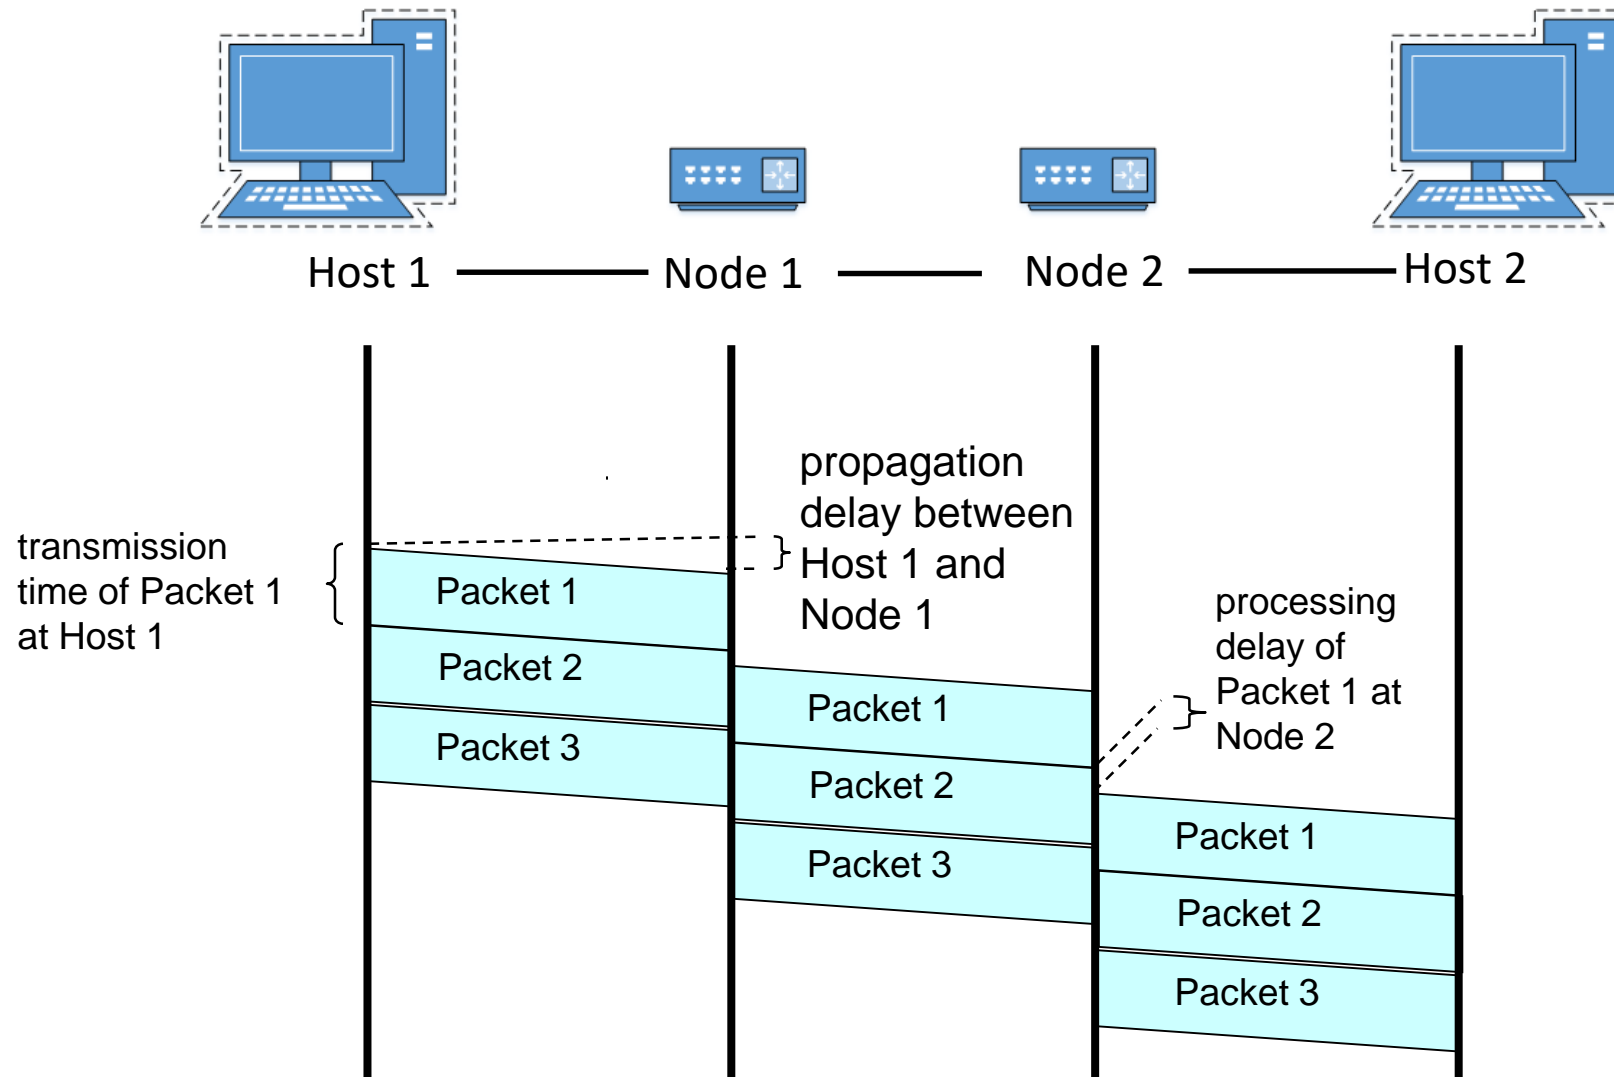 Host 1
Node 1
Node 2
Host 2
propagation
delay between
Host 1 and
Node 1
transmission
time of Packet 1
at Host 1
processing
delay of
Packet 1 at
Node 2
Packet 1
Packet 2
Packet 3
Packet 1
Packet 2
Packet 3
Packet 1
Packet 2
Packet 3